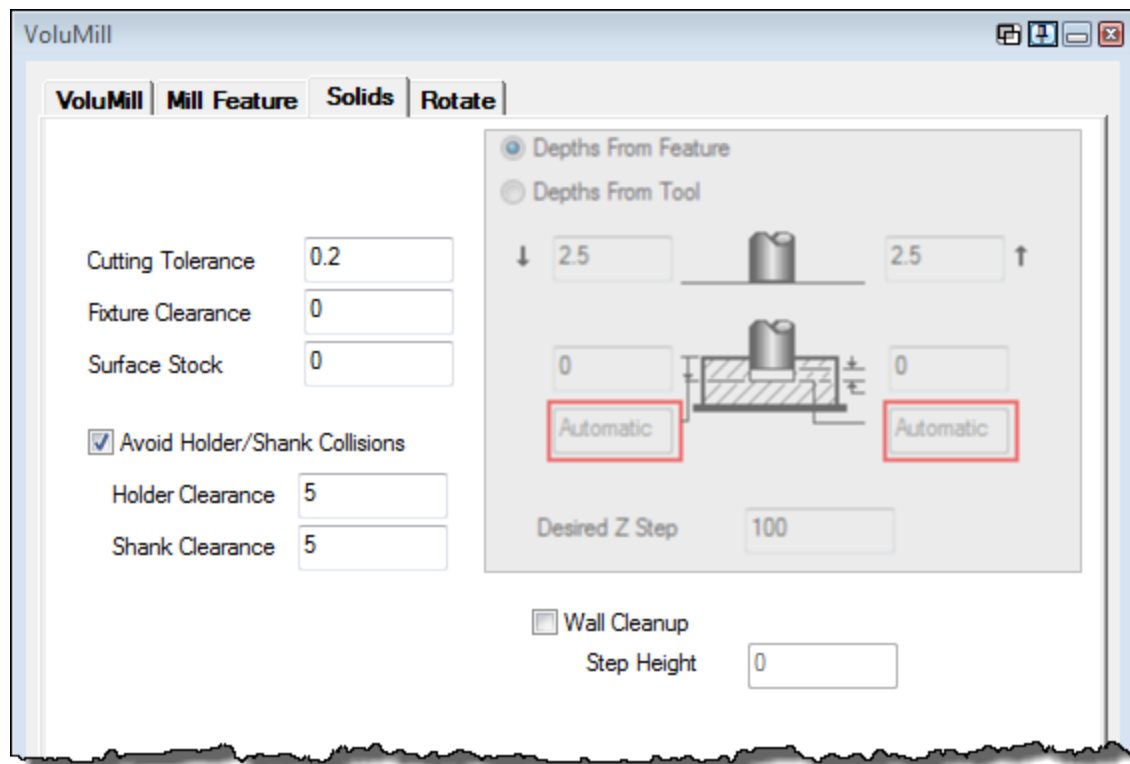 VoluMill
VoluMill Mill Feature Solids Rotate
Depths From Feature
Depths From Tool
Cutting Tolerance 0.2
Fixture Clearance 0
Surface Stock 0
Avoid Holder/Shank Collisions
Holder Clearance 5
Shank Clearance 5
2.5 2.5
0 0
Automatic Automatic
Desired Z Step 100
Wall Cleanup
Step Height 0